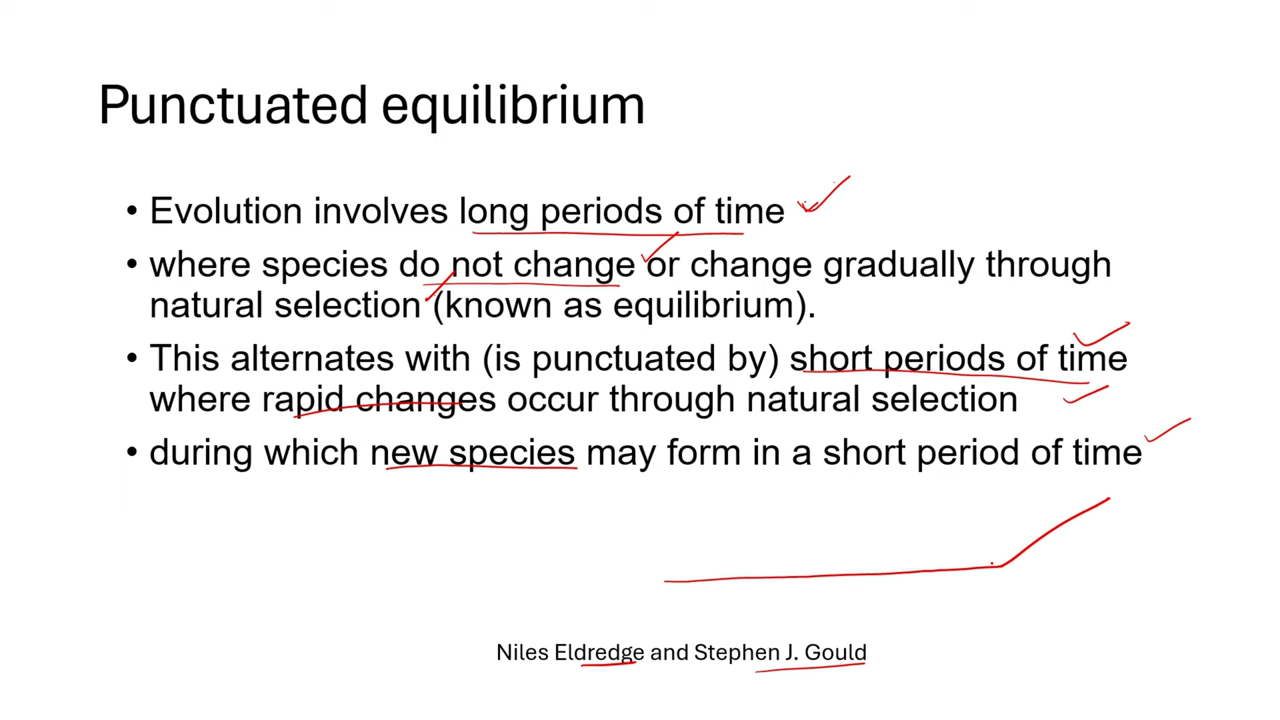 Punctuated equilibrium
• Evolution involves long periods of time
• where species do not change or change gradually through
natural selection (known as equilibrium).
• This alternates with (is punctuated by) short periods of time
where rapid changes occur through natural selection
• during which new species may form in a short period of time
Niles Eldredge and Stephen J. Gould